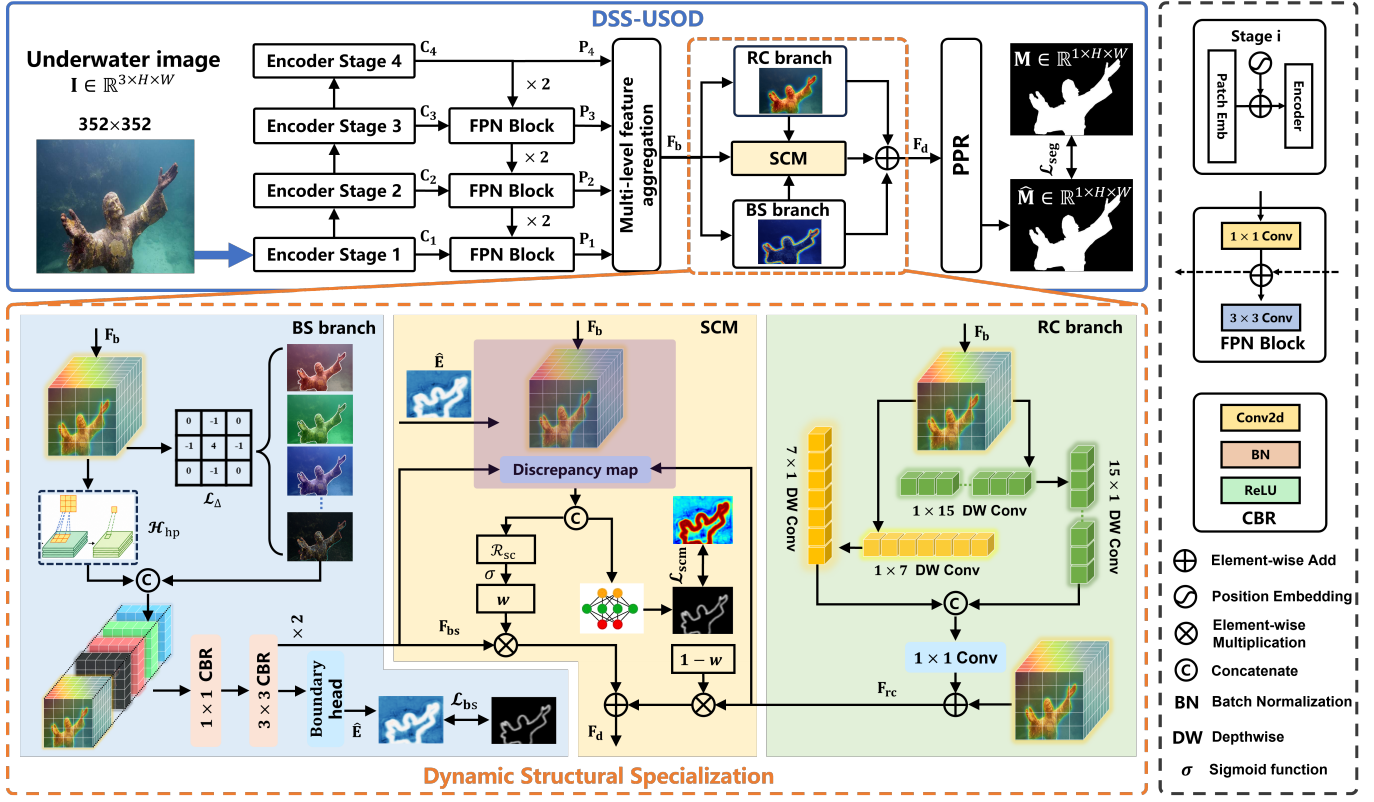 DSS-USOD
Underwater image
I ∈ ℝ^{3×H×W}
352×352
Encoder Stage 4
Encoder Stage 3
Encoder Stage 2
Encoder Stage 1
C₄
C₃
C₂
C₁
× 2
FPN Block
× 2
FPN Block
× 2
FPN Block
P₄
P₃
P₂
P₁
Multi-level feature
aggregation
F_b
RC branch
SCM
BS branch
F_d
PPR
M ∈ ℝ^{1×H×W}
ℒ_seg
M̂ ∈ ℝ^{1×H×W}
BS branch
F_b
0 -1 0
-1 4 -1
0 -1 0
ℒ_Δ
ℋ_hp
C
1 × 1 CBR
3 × 3 CBR
× 2
Boundary
head
Ê
ℒ_bs
SCM
F_b
Ê
Discrepancy map
C
ℛ_sc
σ
w
F_bs
ℒ_scm
1 − w
F_d
RC branch
F_b
7 × 1 DW Conv
1 × 15 DW Conv
15 × 1 DW Conv
1 × 7 DW Conv
C
1 × 1 Conv
F_rc
Dynamic Structural Specialization
Stage i
Patch Emb
Encoder
1 × 1 Conv
3 × 3 Conv
FPN Block
Conv2d
BN
ReLU
CBR
Element-wise Add
Position Embedding
Element-wise
Multiplication
C Concatenate
BN Batch Normalization
DW Depthwise
σ Sigmoid function